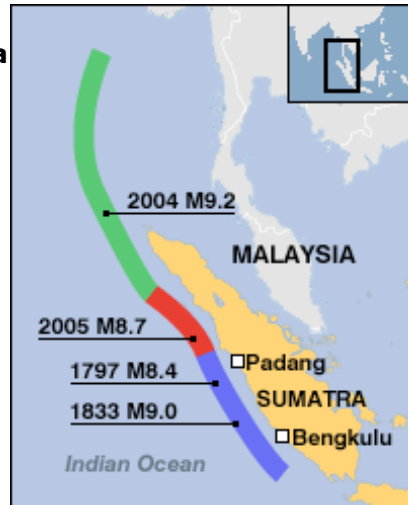 a
2004 M9.2
MALAYSIA
2005 M8.7
Padang
1797 M8.4
SUMATRA
1833 M9.0
Bengkulu
Indian Ocean